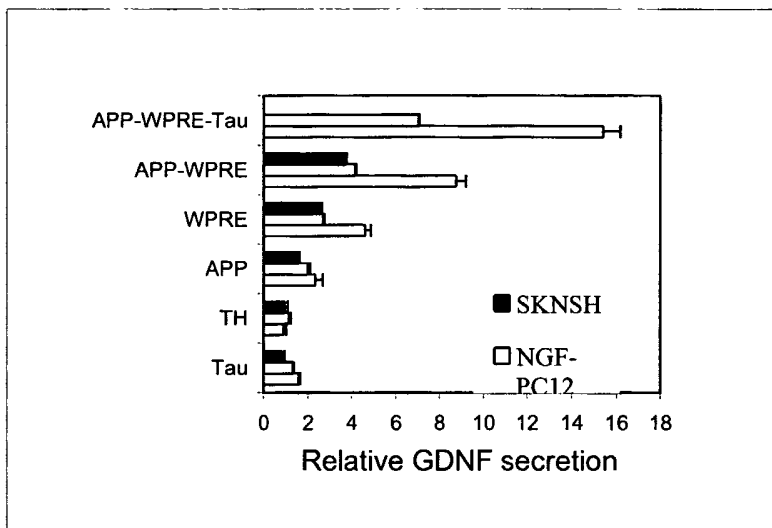 APP-WPRE-Tau
APP-WPRE
WPRE
APP
TH
Tau
SKNSH
NGF-
PC12
0 2 4 6 8 10 12 14 16 18
Relative GDNF secretion